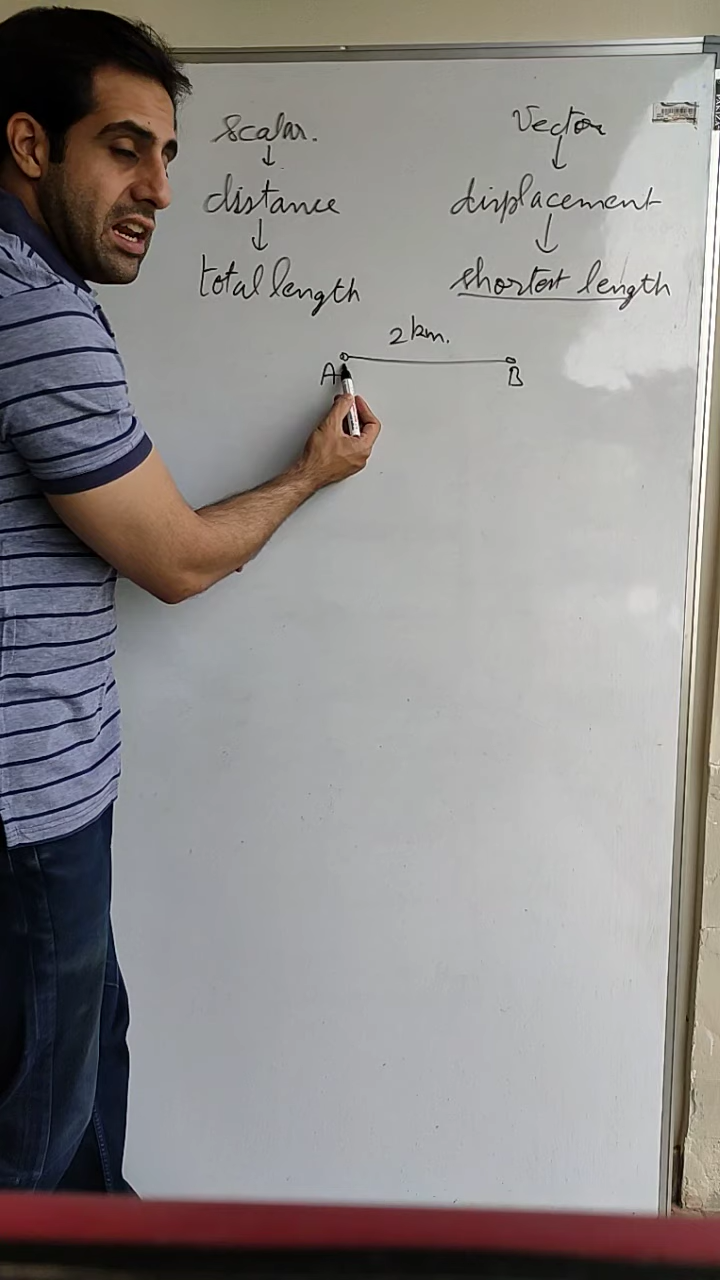 Scalar. Vector
↓ ↓
distance displacement
↓ ↓
total length shortest length
2 km.
A B